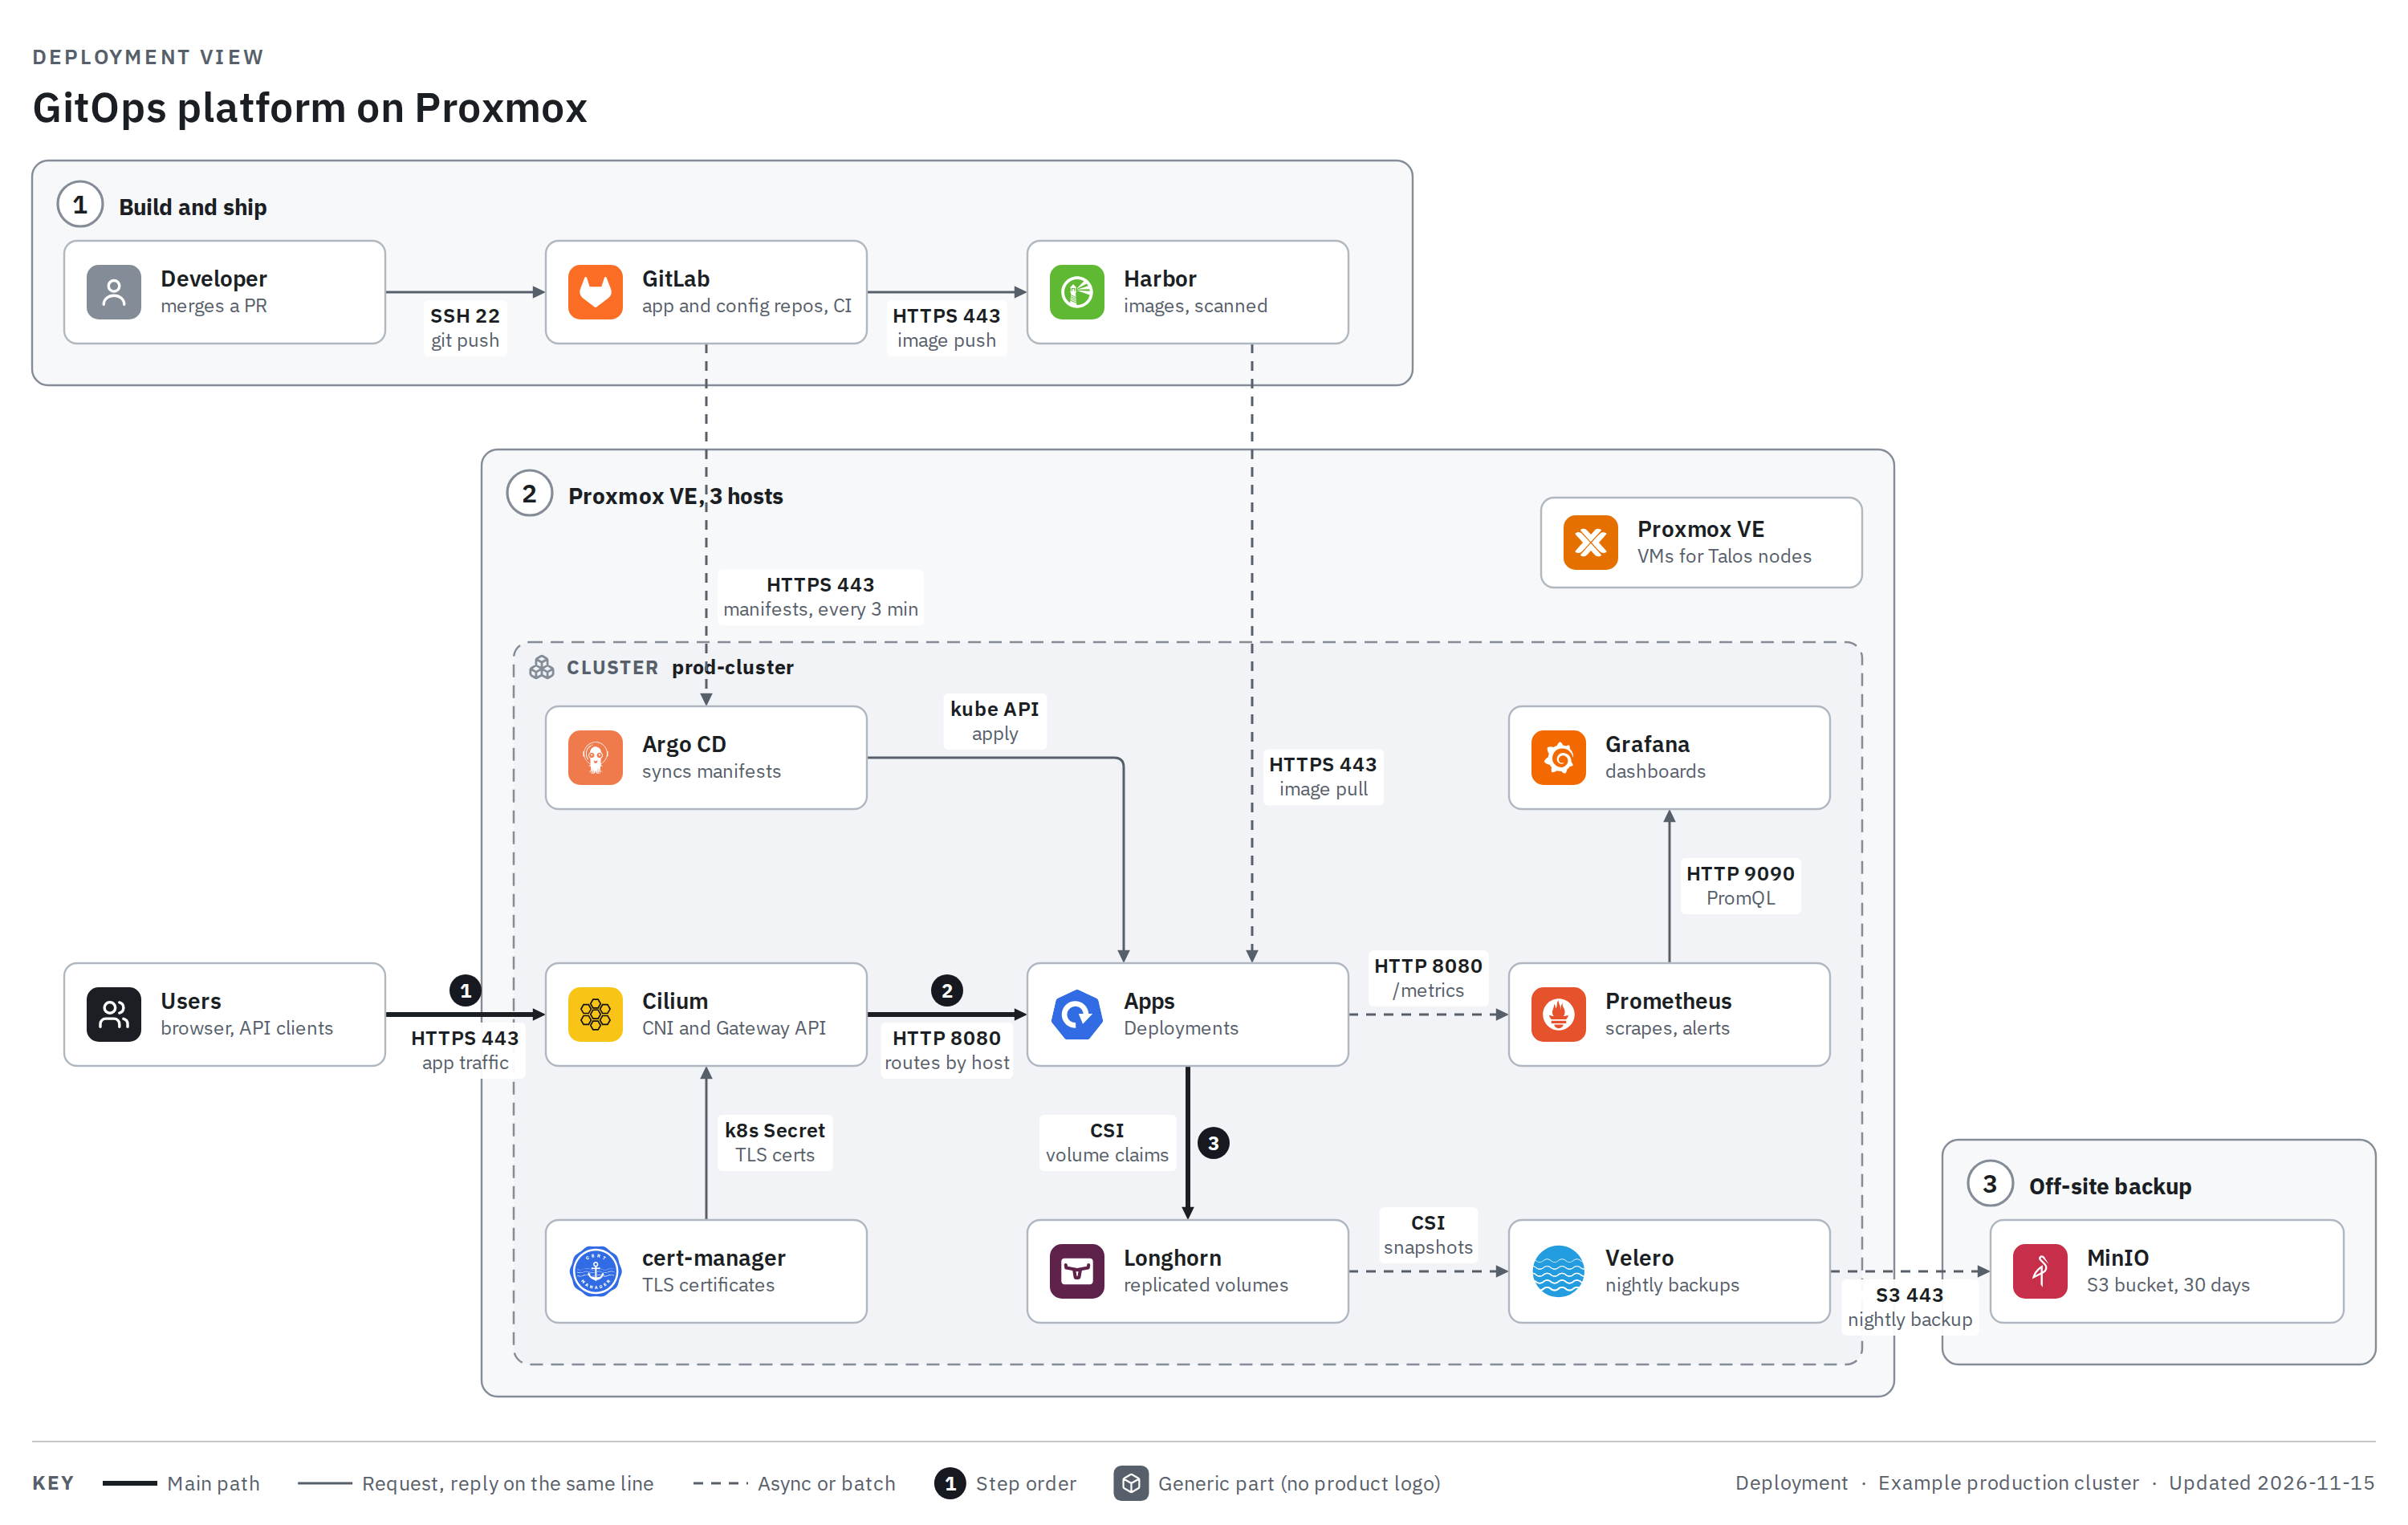 DEPLOYMENT VIEW
GitOps platform on Proxmox
1 Build and ship
Developer
merges a PR
SSH 22
git push
GitLab
app and config repos, CI
HTTPS 443
image push
Harbor
images, scanned
2 Proxmox VE, 3 hosts
Proxmox VE
VMs for Talos nodes
HTTPS 443
manifests, every 3 min
CLUSTER prod-cluster
Argo CD
syncs manifests
kube API
apply
HTTPS 443
image pull
Grafana
dashboards
HTTP 9090
PromQL
Users
browser, API clients
1
HTTPS 443
app traffic
Cilium
CNI and Gateway API
2
HTTP 8080
routes by host
Apps
Deployments
HTTP 8080
/metrics
Prometheus
scrapes, alerts
k8s Secret
TLS certs
CSI
volume claims
3
cert-manager
TLS certificates
Longhorn
replicated volumes
CSI
snapshots
Velero
nightly backups
S3 443
nightly backup
3 Off-site backup
MinIO
S3 bucket, 30 days
KEY Main path Request, reply on the same line Async or batch 1 Step order Generic part (no product logo) Deployment · Example production cluster · Updated 2026-11-15